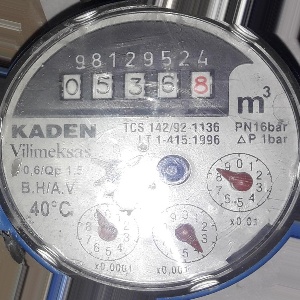 98129524
05368
m³
KADEN
TCS 142/92-1136
PN16bar
Vilimeksas
LT 1-415:1996
ΔP 1bar
B.H/A.V
40°C
x0.01
x0.0001
x0.001